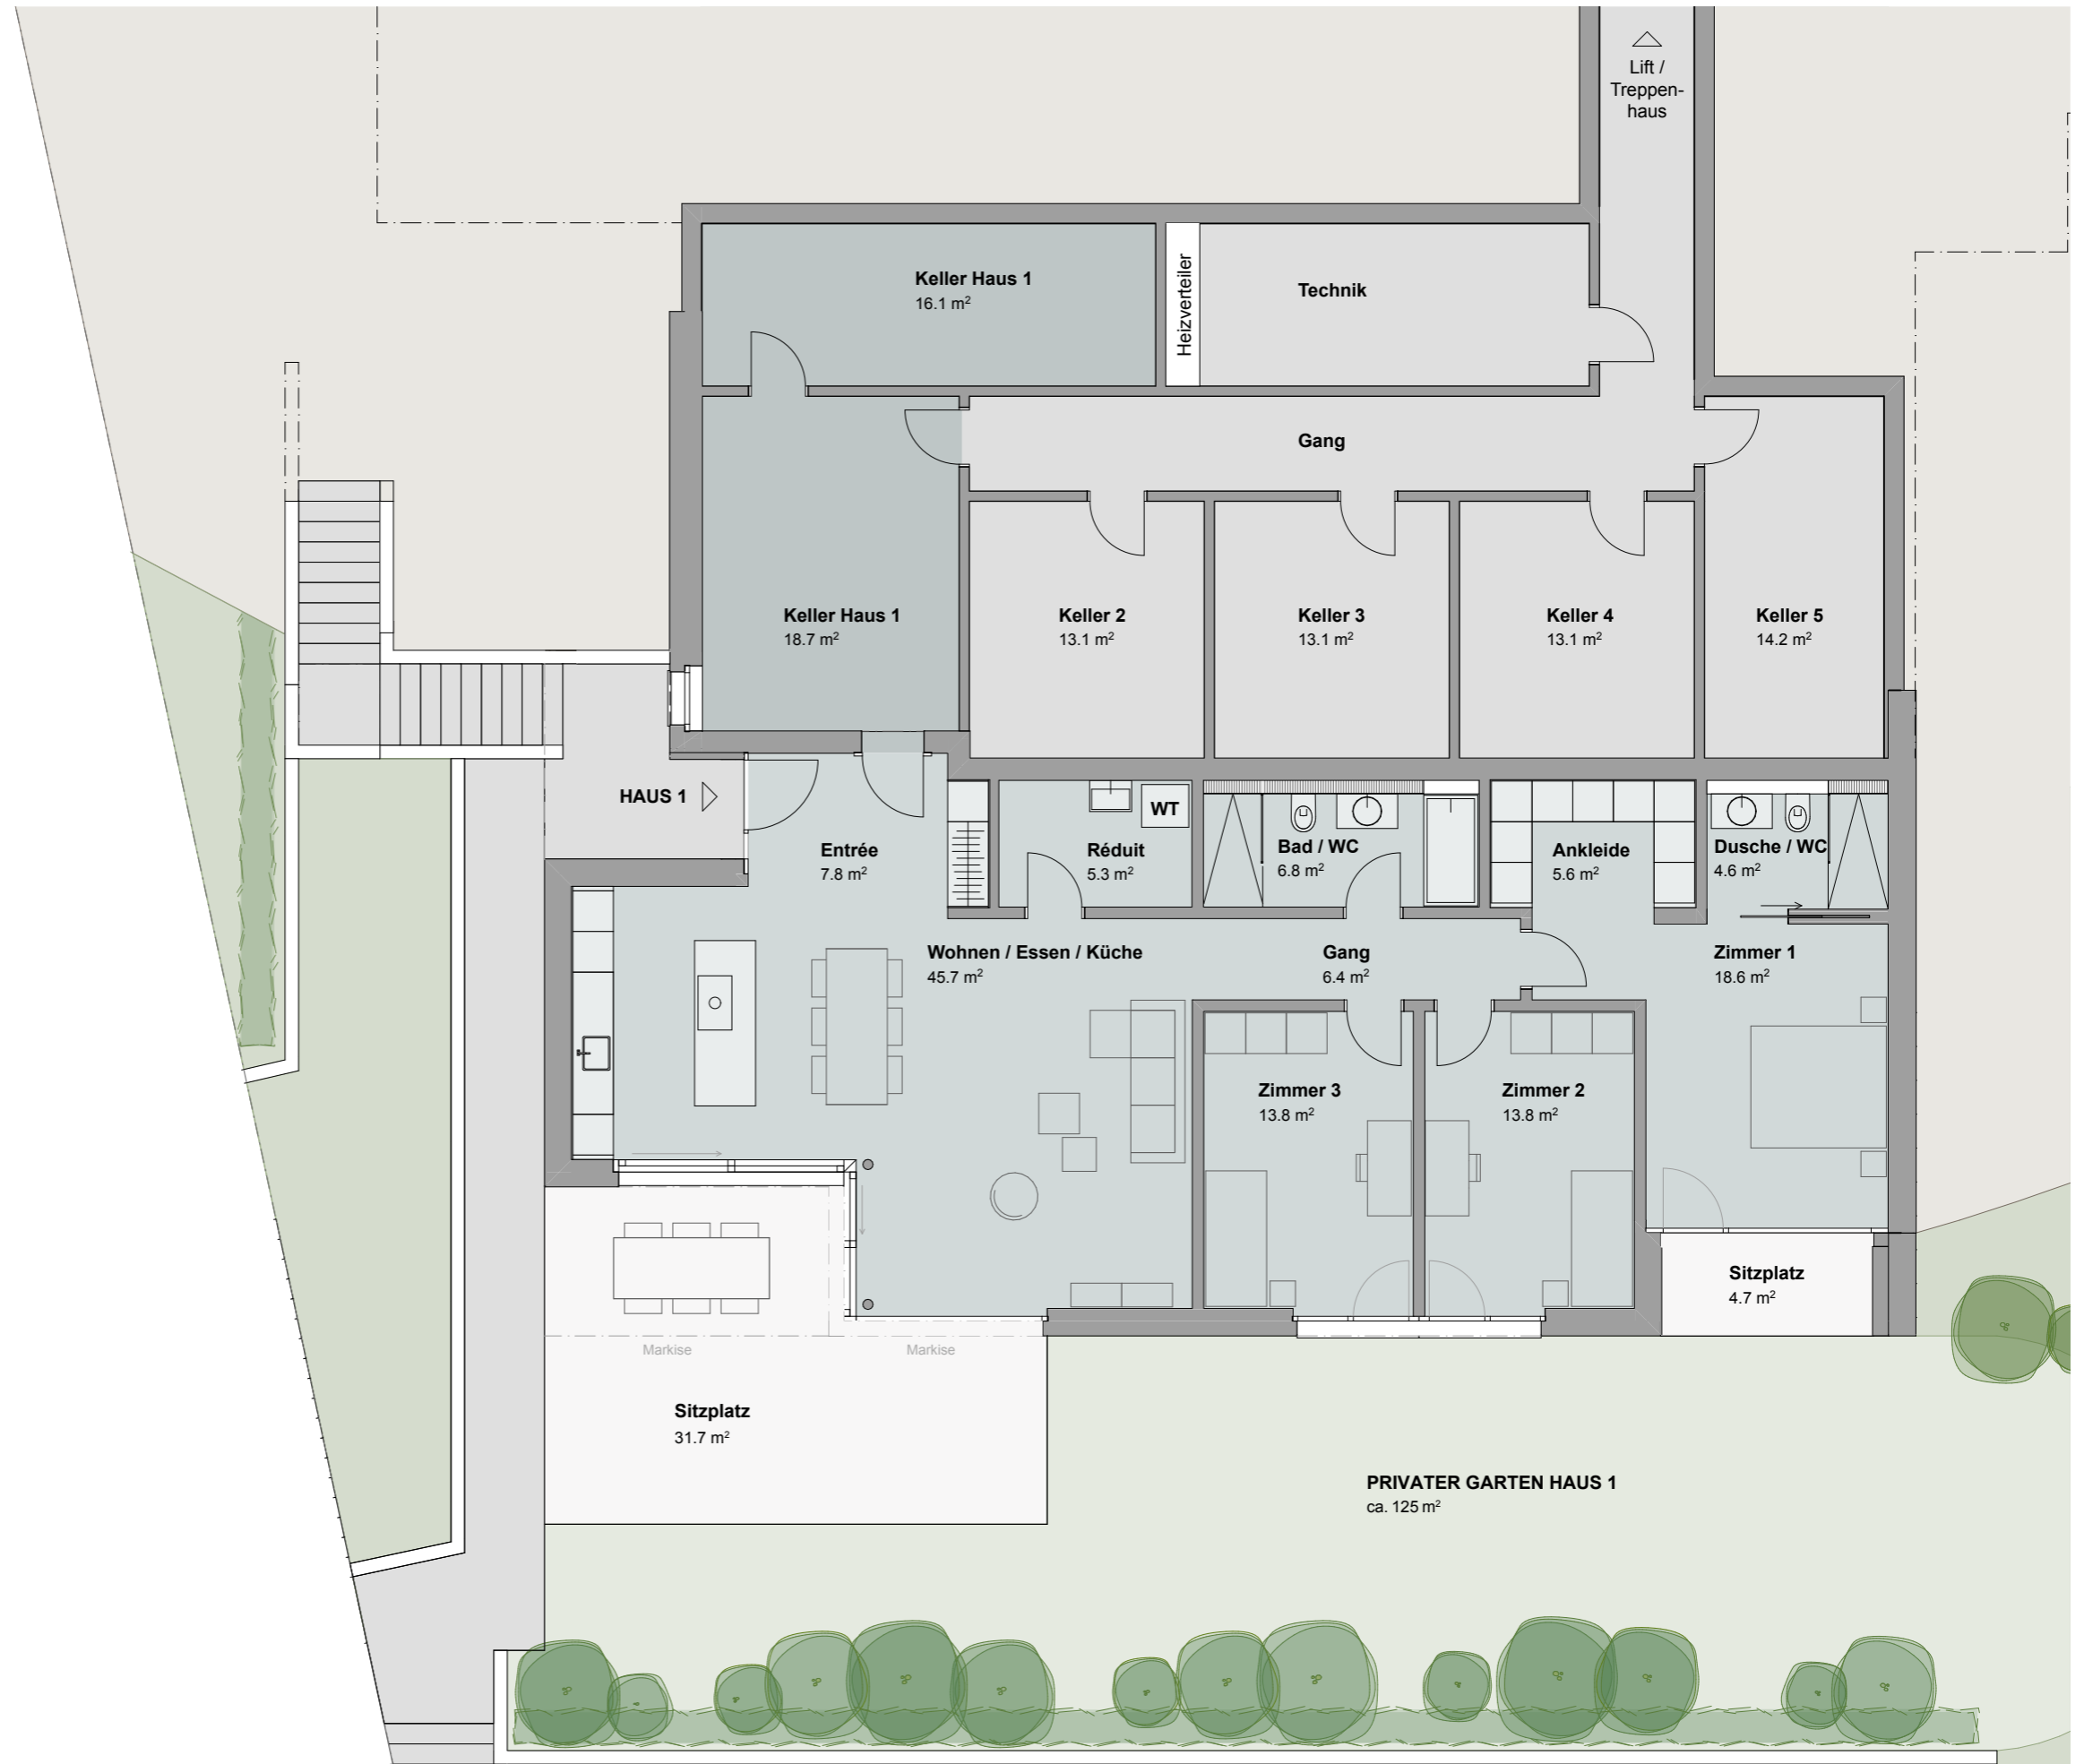 Lift /
Treppen-
haus
Keller Haus 1
16.1 m²
Heizverteiler
Technik
Gang
Keller Haus 1
18.7 m²
Keller 2
13.1 m²
Keller 3
13.1 m²
Keller 4
13.1 m²
Keller 5
14.2 m²
HAUS 1
Entrée
7.8 m²
WT
Réduit
5.3 m²
Bad / WC
6.8 m²
Ankleide
5.6 m²
Dusche / WC
4.6 m²
Wohnen / Essen / Küche
45.7 m²
Gang
6.4 m²
Zimmer 1
18.6 m²
Zimmer 3
13.8 m²
Zimmer 2
13.8 m²
Sitzplatz
4.7 m²
Markise
Markise
Sitzplatz
31.7 m²
PRIVATER GARTEN HAUS 1
ca. 125 m²